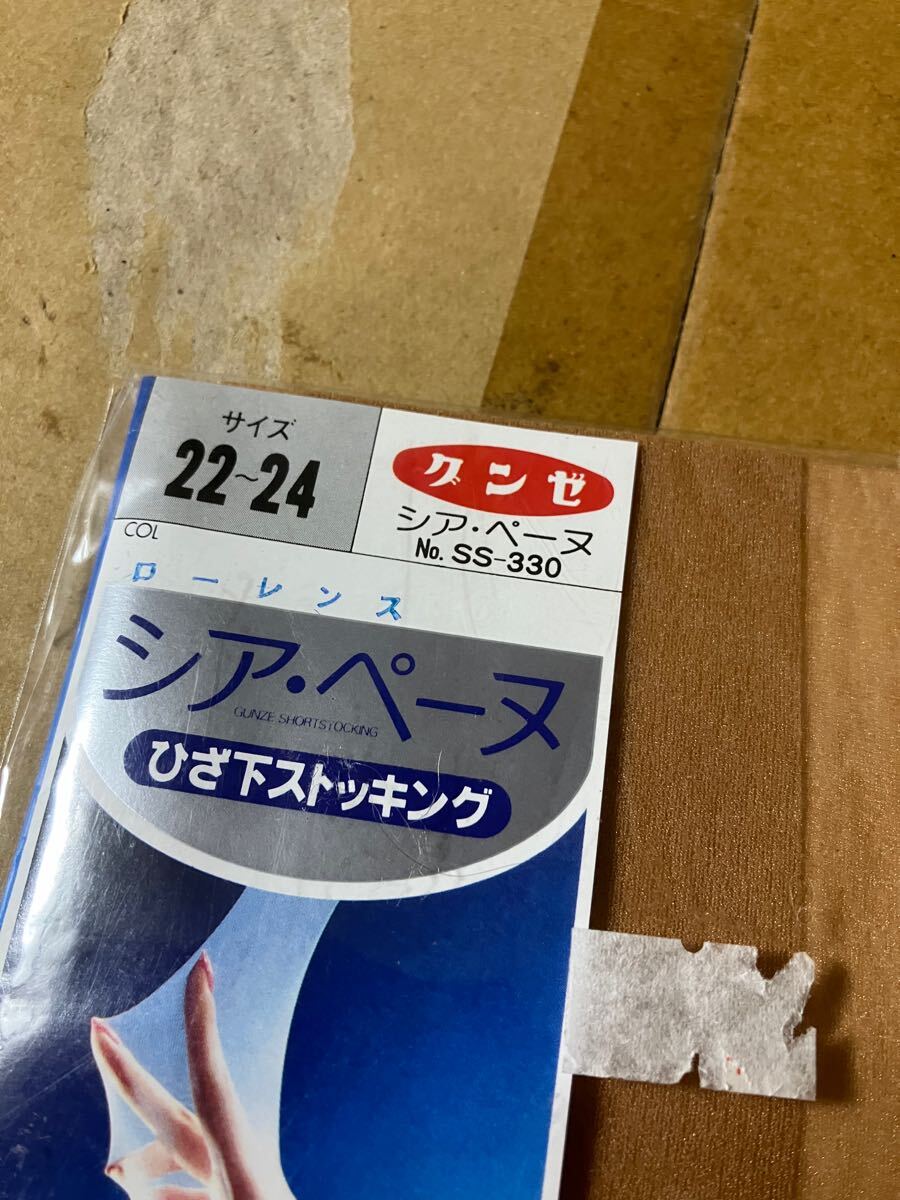 サイズ
22~24
グンゼ
シア・ペーヌ
No. SS-330
COL
ローレンス
シア・ペーヌ
GUNZE SHORTSTOCKING
ひざ下ストッキング